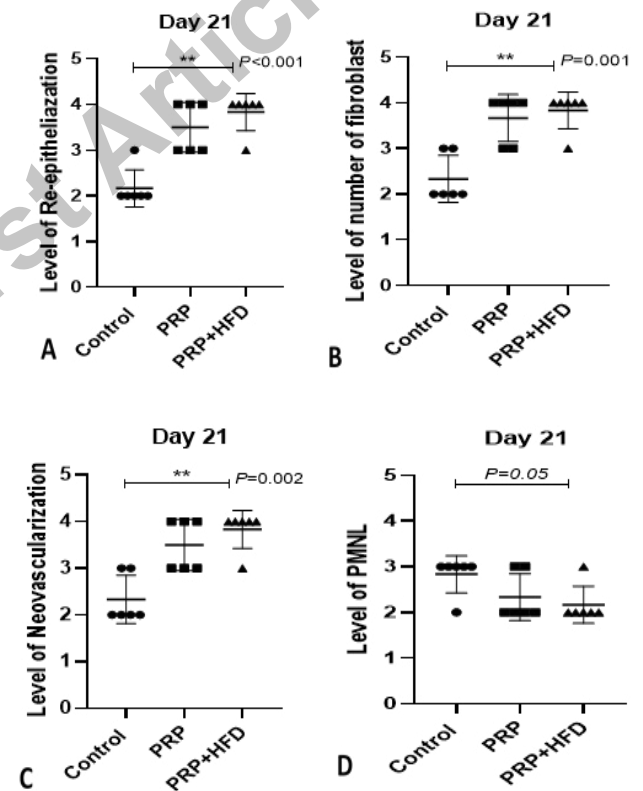 Day 21
**
P<0.001
Level of Re-epitheliazation
5
4
3
2
1
0
Control
PRP
PRP+HFD
A
Day 21
**
P=0.001
Level of number of fibroblast
5
4
3
2
1
0
Control
PRP
PRP+HFD
B
Day 21
**
P=0.002
Level of Neovascularization
5
4
3
2
1
0
Control
PRP
PRP+HFD
C
Day 21
P=0.05
Level of PMNL
5
4
3
2
1
0
Control
PRP
PRP+HFD
D